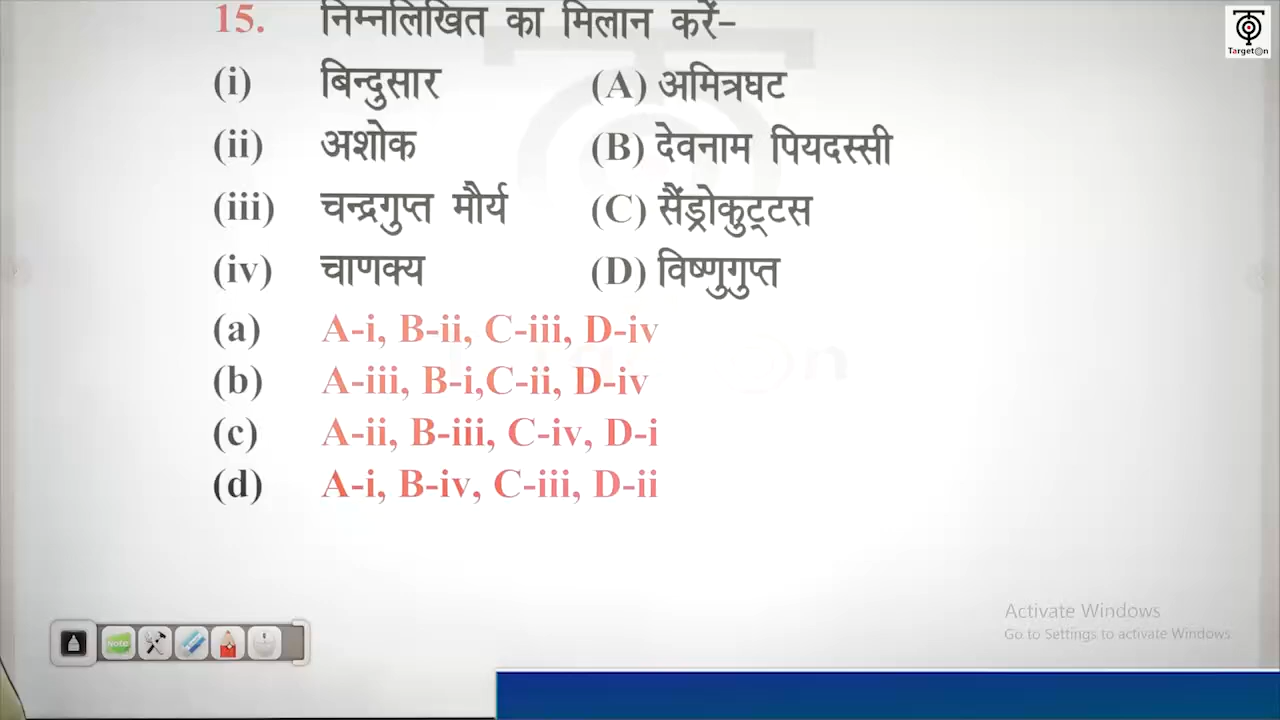 TargetOn
15. निम्नलिखित का मिलान करें–
(i) बिन्दुसार (A) अमित्रघट
(ii) अशोक (B) देवनाम पियदस्सी
(iii) चन्द्रगुप्त मौर्य (C) सैंड्रोकुट्टस
(iv) चाणक्य (D) विष्णुगुप्त
(a) A-i, B-ii, C-iii, D-iv
(b) A-iii, B-i,C-ii, D-iv
(c) A-ii, B-iii, C-iv, D-i
(d) A-i, B-iv, C-iii, D-ii
Activate Windows
Go to Settings to activate Windows
NOTE